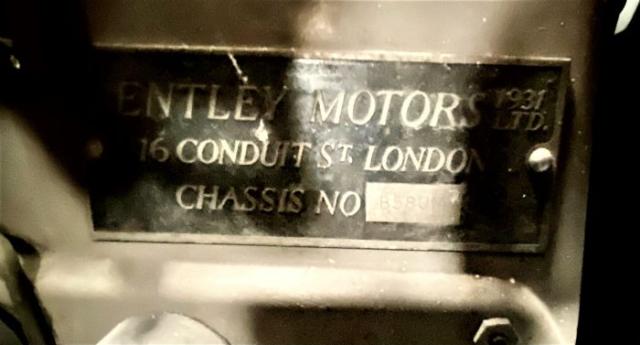 ENTLEY MOTORS 1931 LTD.
16 CONDUIT ST. LONDON
CHASSIS NO